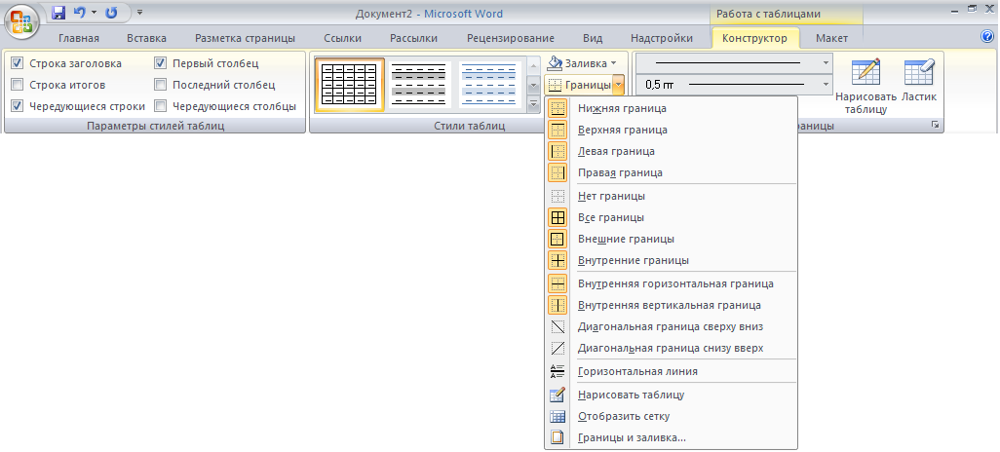 Документ2 - Microsoft Word
Работа с таблицами
Главная
Вставка
Разметка страницы
Ссылки
Рассылки
Рецензирование
Вид
Надстройки
Конструктор
Макет
Строка заголовка
Первый столбец
Строка итогов
Последний столбец
Чередующиеся строки
Чередующиеся столбцы
Параметры стилей таблиц
Стили таблиц
Заливка
Границы
0,5 пт
Нарисовать
таблицу
Ластик
Нижняя граница
Верхняя граница
Левая граница
Правая граница
Нет границы
Все границы
Внешние границы
Внутренние границы
Внутренняя горизонтальная граница
Внутренняя вертикальная граница
Диагональная граница сверху вниз
Диагональная граница снизу вверх
Горизонтальная линия
Нарисовать таблицу
Отобразить сетку
Границы и заливка...